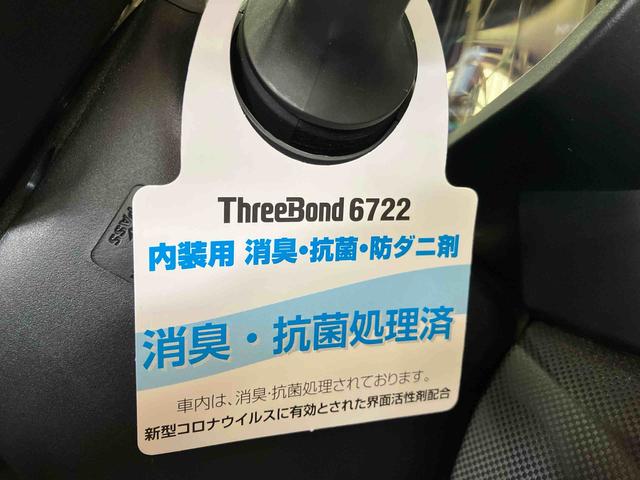 ThreeBond 6722
内装用 消臭・抗菌・防ダニ剤
消臭・抗菌処理済
車内は、消臭・抗菌処理されております。
新型コロナウイルスに有効とされた界面活性剤配合